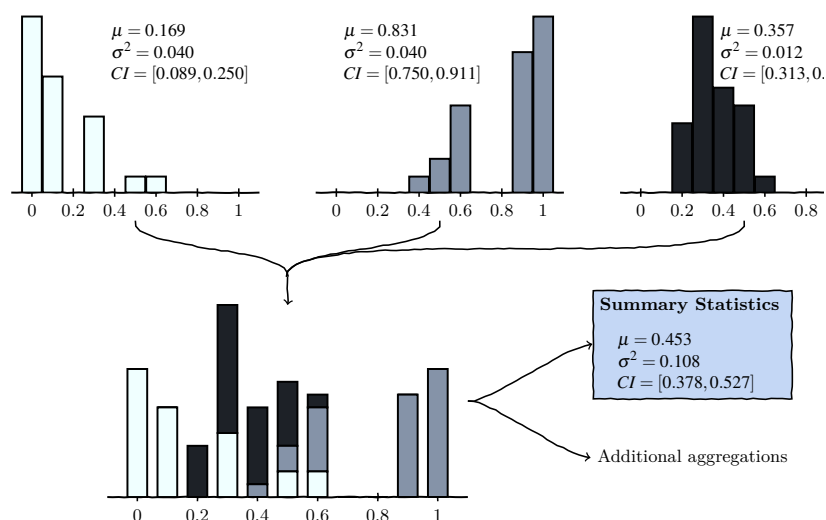 μ = 0.169
σ² = 0.040
CI = [0.089, 0.250]
μ = 0.831
σ² = 0.040
CI = [0.750, 0.911]
μ = 0.357
σ² = 0.012
CI = [0.313, 0.
0 0.2 0.4 0.6 0.8 1
0 0.2 0.4 0.6 0.8 1
0 0.2 0.4 0.6 0.8
Summary Statistics
μ = 0.453
σ² = 0.108
CI = [0.378, 0.527]
Additional aggregations
0 0.2 0.4 0.6 0.8 1